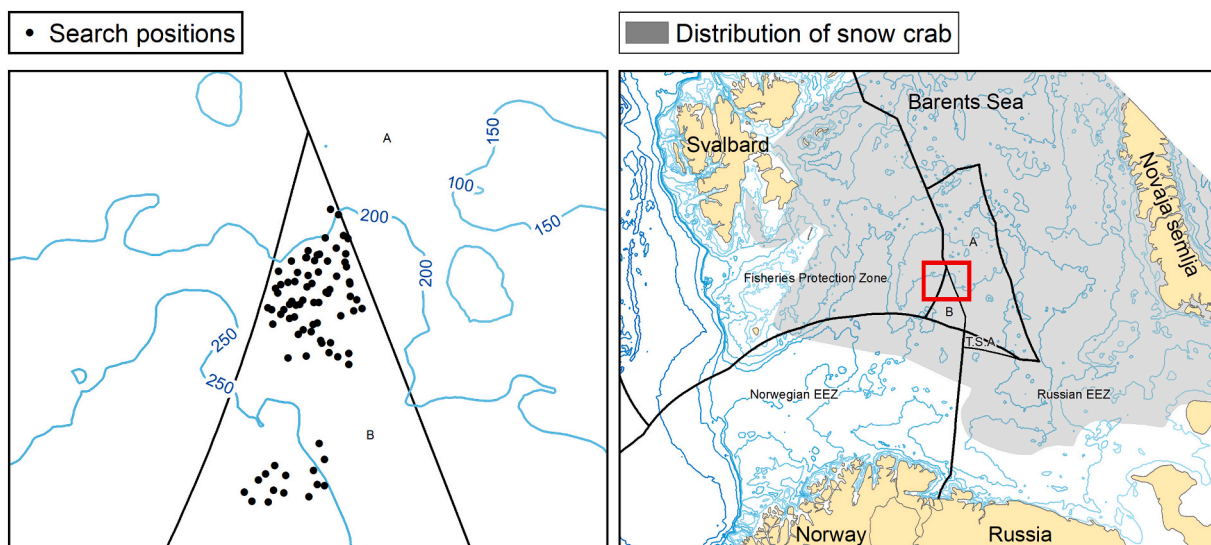 Search positions
Distribution of snow crab
A
150
100
150
200
200
250
250
B
Barents Sea
Svalbard
Novaja semlja
A
Fisheries Protection Zone
B
T.S.A.
Norwegian EEZ
Russian EEZ
Norway
Russia